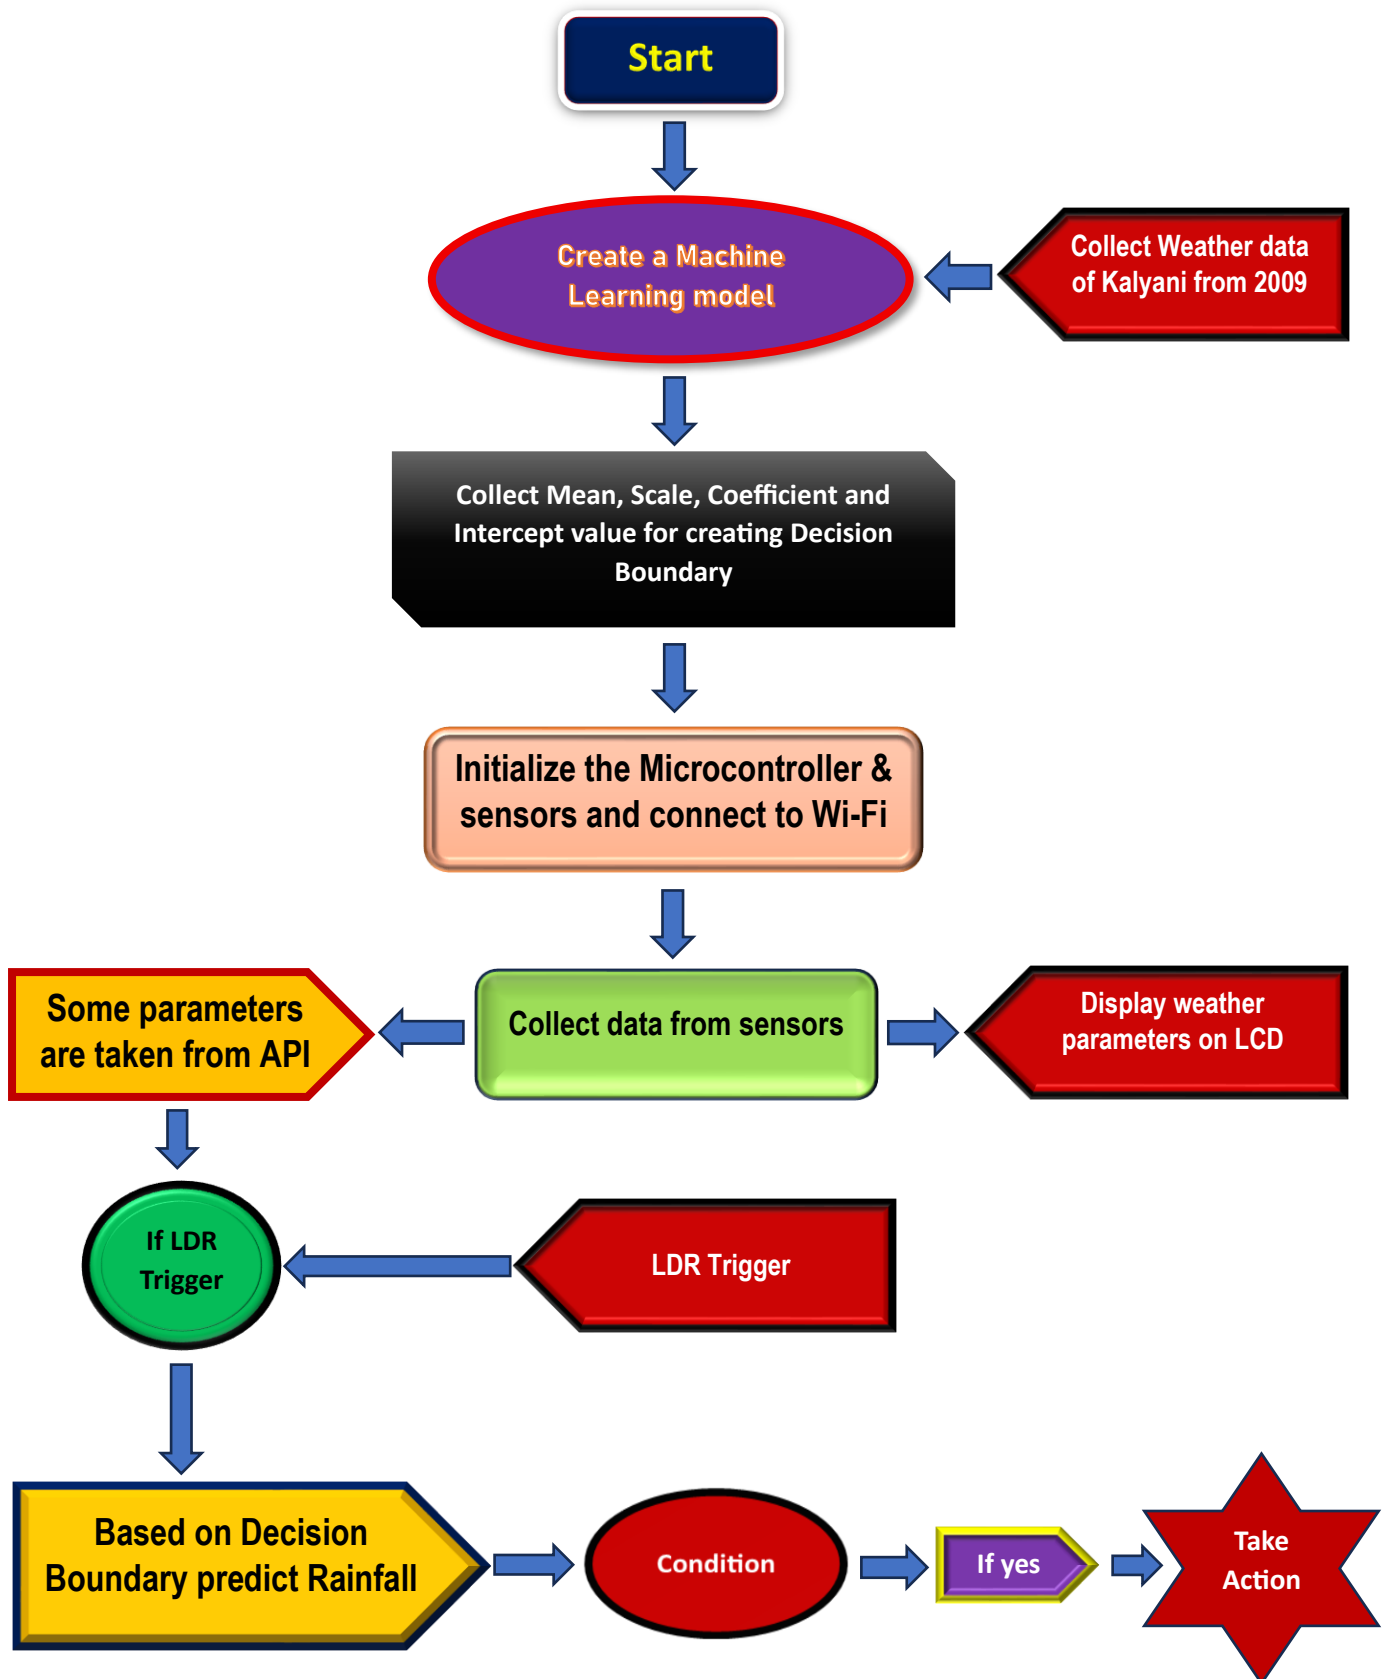 Start
Create a Machine
Learning model
Collect Weather data
of Kalyani from 2009
Collect Mean, Scale, Coefficient and
Intercept value for creating Decision
Boundary
Initialize the Microcontroller &
sensors and connect to Wi-Fi
Some parameters
are taken from API
Collect data from sensors
Display weather
parameters on LCD
If LDR
Trigger
LDR Trigger
Based on Decision
Boundary predict Rainfall
Condition
If yes
Take
Action